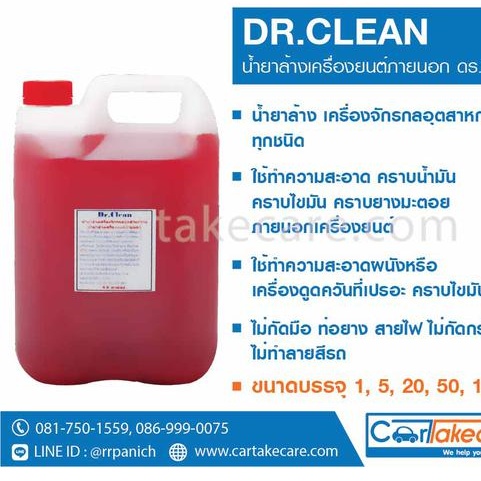 DR.CLEAN
น้ำยาล้างเครื่องยนต์ภายนอก ดร.
น้ำยาล้าง เครื่องจักรกลอุตสาหก
ทุกชนิด
ใช้ทำความสะอาด คราบน้ำมัน
คราบไขมัน คราบยางมะตอย
ภายนอกเครื่องยนต์
ใช้ทำความสะอาดผนังหรือ
เครื่องดูดควันที่เปรอะ คราบไขมัน
ไม่กัดมือ ท่อยาง สายไฟ ไม่กัดกร
ไม่ทำลายสีรถ
ขนาดบรรจุ 1, 5, 20, 50, 1
Dr.Clean
takecare.com
081-750-1559, 086-999-0075
LINE ID : @rrpanich
www.cartakecare.com
CarTakec
We help you